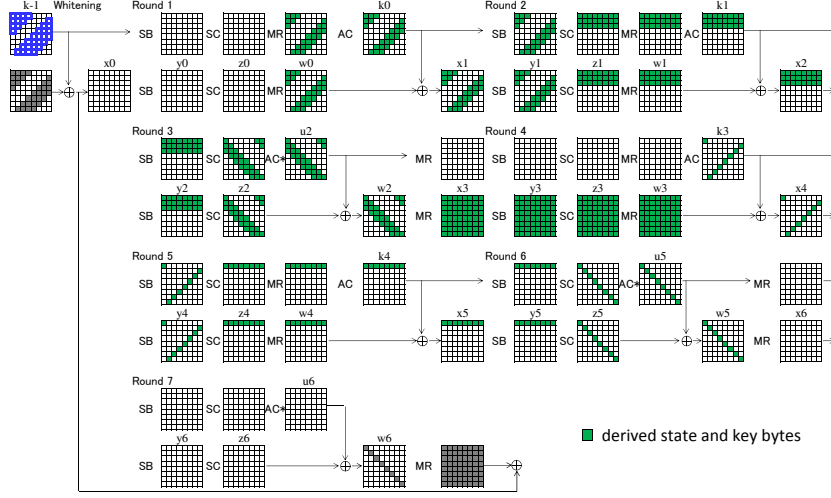 k-1 Whitening Round 1 k0 Round 2 k1
SB SC MR AC SB SC MR AC
x0 y0 z0 w0 x1 y1 z1 w1 x2
SB SC MR SB SC MR
Round 3 u2 Round 4 k3
SB SC AC* MR SB SC MR AC
y2 z2 w2 x3 y3 z3 w3 x4
SB SC MR SB SC MR
Round 5 k4 Round 6 u5
SB SC MR AC SB SC AC* MR
y4 z4 w4 x5 y5 z5 w5 x6
SB SC MR SB SC MR
Round 7 u6
SB SC AC*
y6 z6 w6
SB SC MR
derived state and key bytes